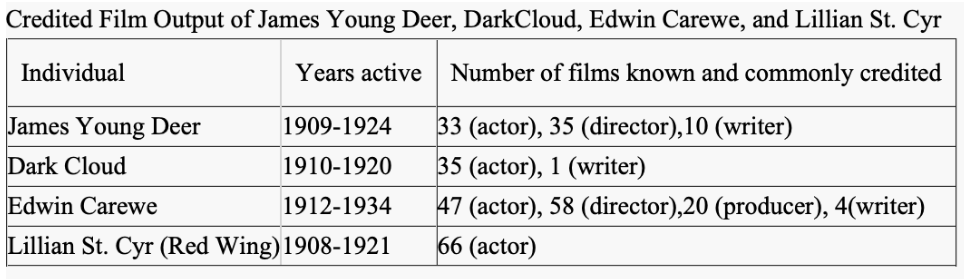 Credited Film Output of James Young Deer, DarkCloud, Edwin Carewe, and Lillian St. Cyr
Individual Years active Number of films known and commonly credited
James Young Deer 1909-1924 33 (actor), 35 (director),10 (writer)
Dark Cloud 1910-1920 35 (actor), 1 (writer)
Edwin Carewe 1912-1934 47 (actor), 58 (director),20 (producer), 4(writer)
Lillian St. Cyr (Red Wing) 1908-1921 66 (actor)